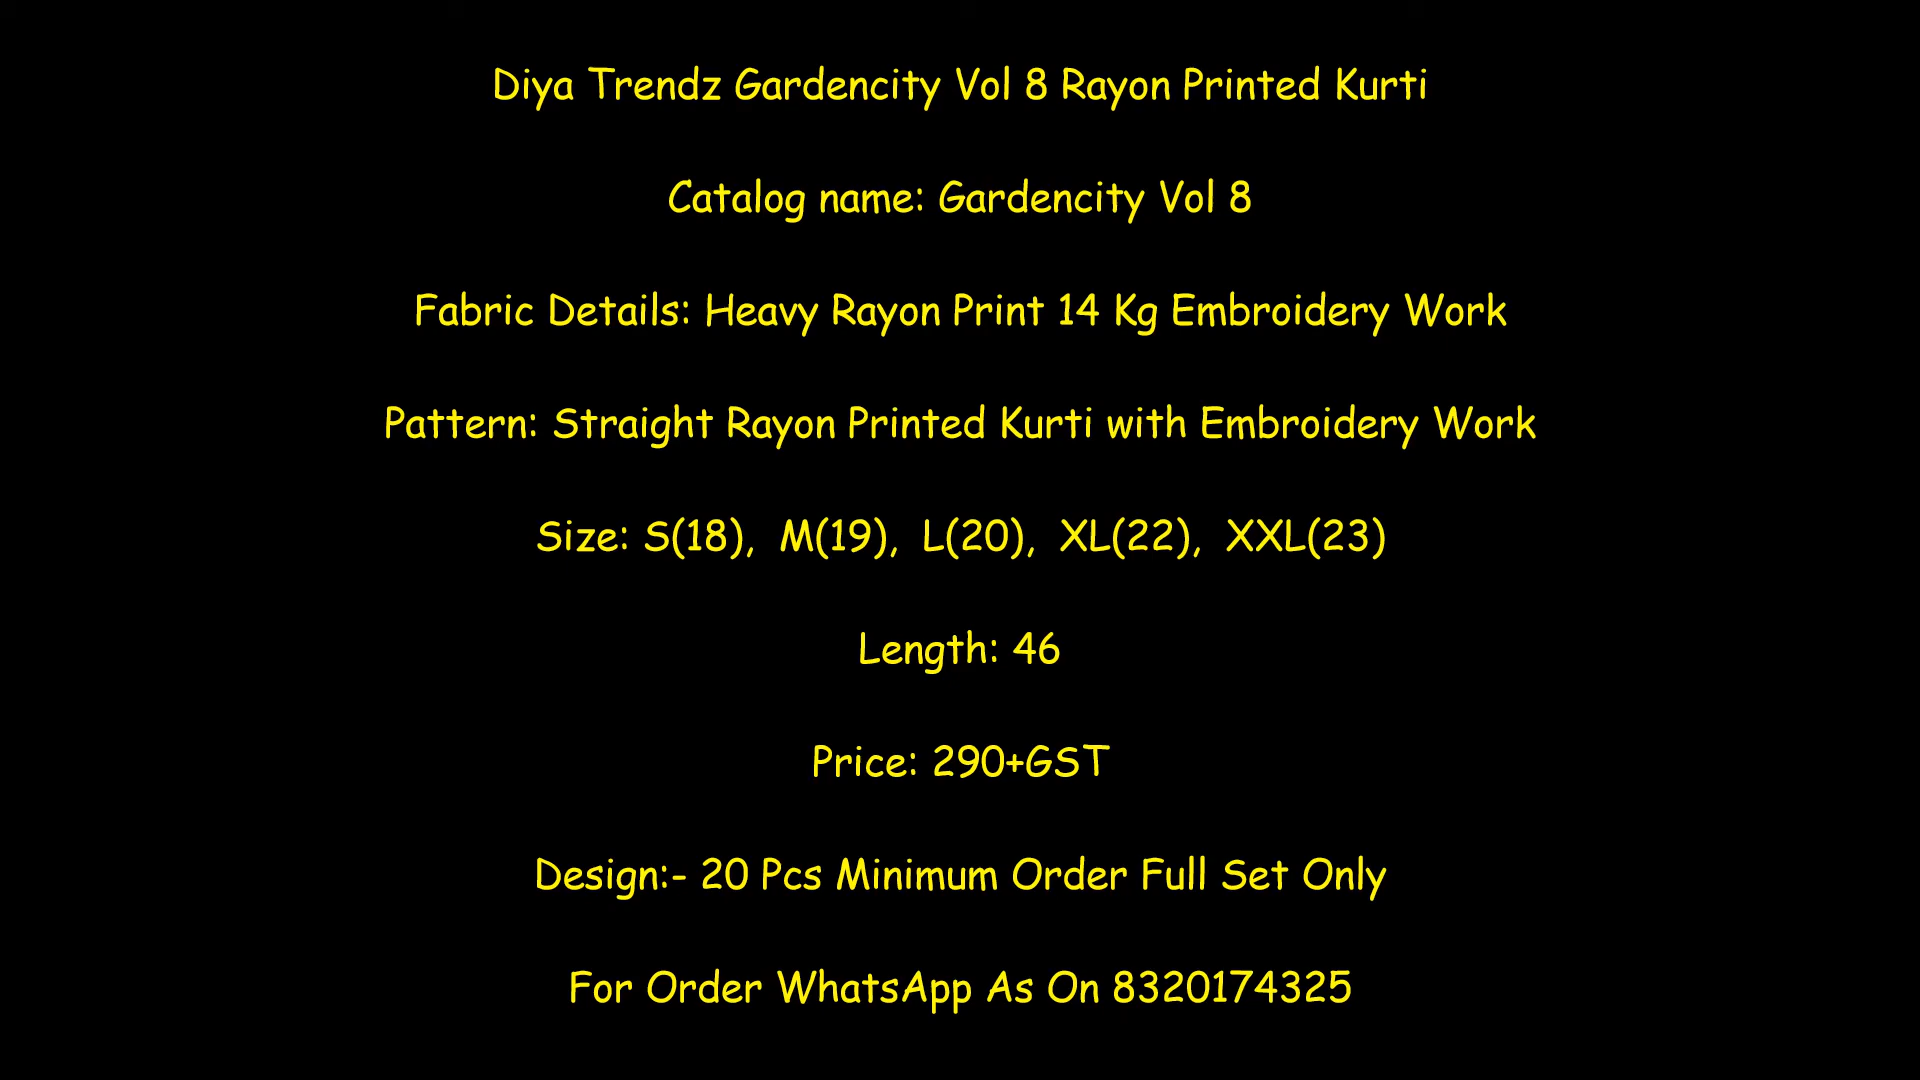 Diya Trendz Gardencity Vol 8 Rayon Printed Kurti
Catalog name: Gardencity Vol 8
Fabric Details: Heavy Rayon Print 14 Kg Embroidery Work
Pattern: Straight Rayon Printed Kurti with Embroidery Work
Size: S(18), M(19), L(20), XL(22), XXL(23)
Length: 46
Price: 290+GST
Design:- 20 Pcs Minimum Order Full Set Only
For Order WhatsApp As On 8320174325